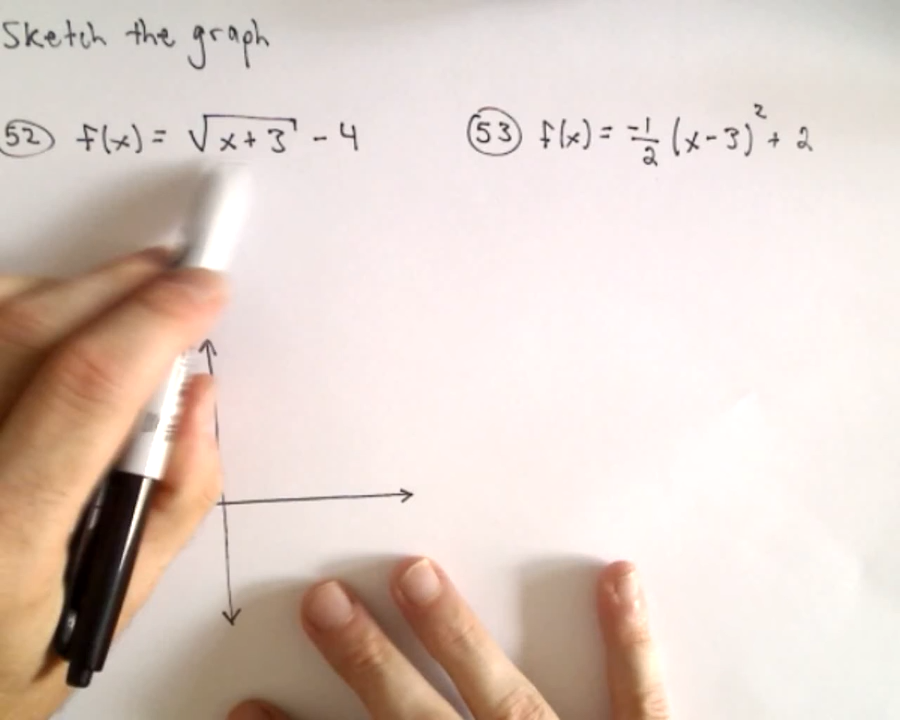 Sketch the graph
52 f(x) = √(x+3) - 4
53 f(x) = -1/2 (x-3)² + 2